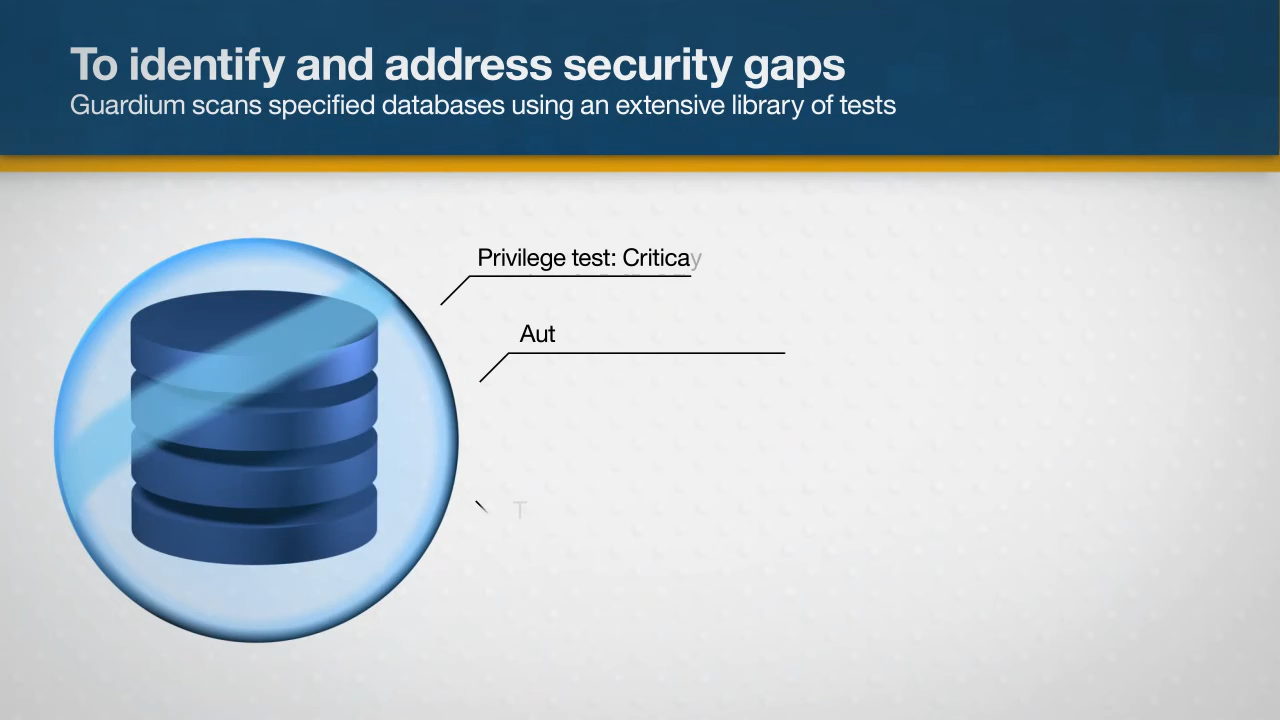 To identify and address security gaps
Guardium scans specified databases using an extensive library of tests
Privilege test: Criticay
Aut
T